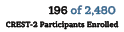 196 of 2,480
CREST-2 Participants Enrolled